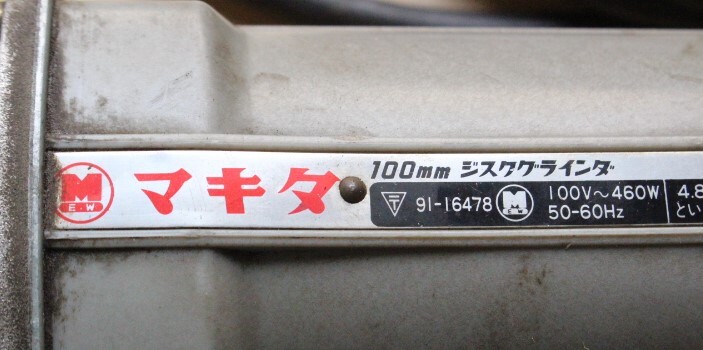 M
E・W
マキタ
100mm ジスクグラインダ
〒 91-16478 M E・W 100V～460W
50-60Hz
4.8
とい